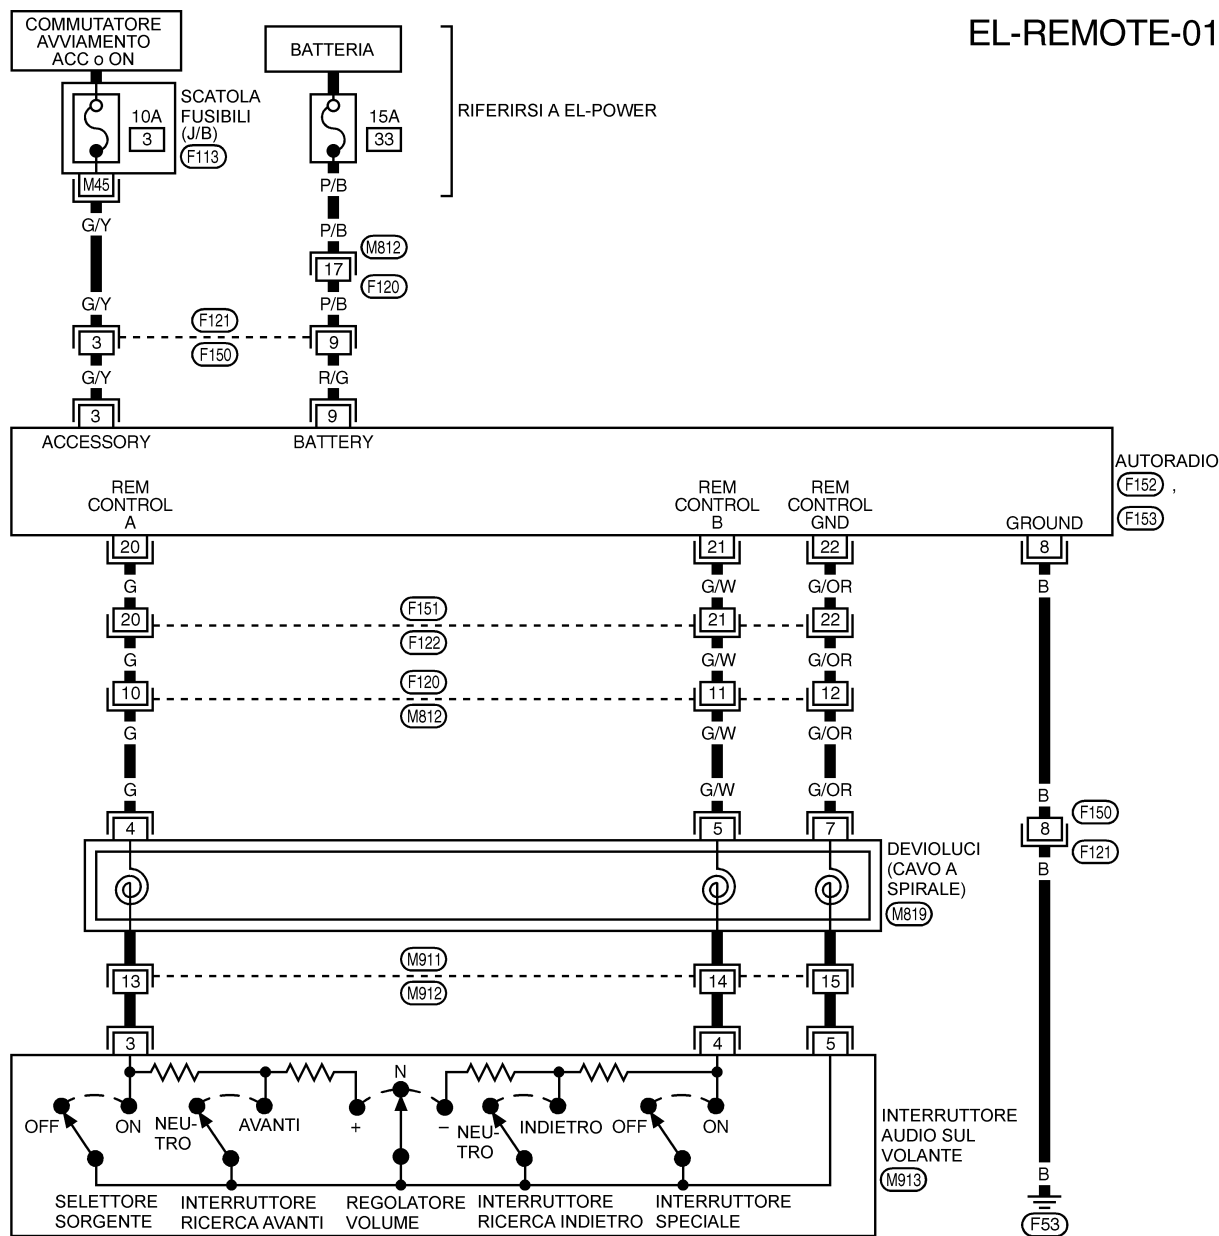 EL-REMOTE-01
COMMUTATORE
AVVIAMENTO
ACC o ON
BATTERIA
RIFERIRSI A EL-POWER
10A
3
SCATOLA
FUSIBILI
(J/B)
F113
15A
33
M45
P/B
G/Y
P/B
M812
17
F120
G/Y
P/B
F121
3
9
F150
G/Y
R/G
3
9
ACCESSORY
BATTERY
AUTORADIO
F152 ,
F153
REM
CONTROL
A
REM
CONTROL
B
REM
CONTROL
GND
GROUND
20
21
22
8
G
G/W
G/OR
B
F151
20
21
22
F122
G
G/W
G/OR
F120
10
11
12
M812
G
G/W
G/OR
G
G/W
G/OR
B
F150
8
F121
B
4
5
7
DEVIOLUCI
(CAVO A
SPIRALE)
M819
M911
13
14
15
M912
3
4
5
N
OFF
ON
NEU-
TRO
AVANTI
+
−
NEU-
TRO
INDIETRO
OFF
ON
INTERRUTTORE
AUDIO SUL
VOLANTE
M913
SELETTORE
SORGENTE
INTERRUTTORE
RICERCA AVANTI
REGOLATORE
VOLUME
INTERRUTTORE
RICERCA INDIETRO
INTERRUTTORE
SPECIALE
B
F53